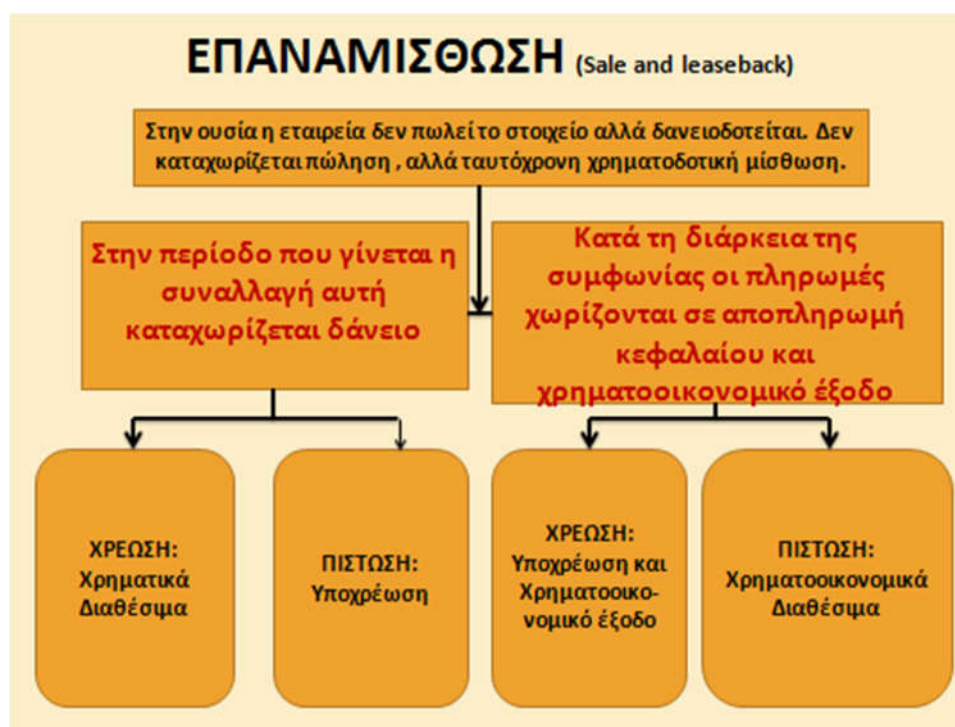 ΕΠΑΝΑΜΙΣΘΩΣΗ (Sale and leaseback)
Στην ουσία η εταιρεία δεν πωλεί το στοιχείο αλλά δανειοδοτείται. Δεν
καταχωρίζεται πώληση , αλλά ταυτόχρονη χρηματοδοτική μίσθωση.
Στην περίοδο που γίνεται η
συναλλαγή αυτή
καταχωρίζεται δάνειο
Κατά τη διάρκεια της
συμφωνίας οι πληρωμές
χωρίζονται σε αποπληρωμή
κεφαλαίου και
χρηματοοικονομικό έξοδο
ΧΡΕΩΣΗ:
Χρηματικά
Διαθέσιμα
ΠΙΣΤΩΣΗ:
Υποχρέωση
ΧΡΕΩΣΗ:
Υποχρέωση και
Χρηματοοικο-
νομικό έξοδο
ΠΙΣΤΩΣΗ:
Χρηματοοικονομικά
Διαθέσιμα